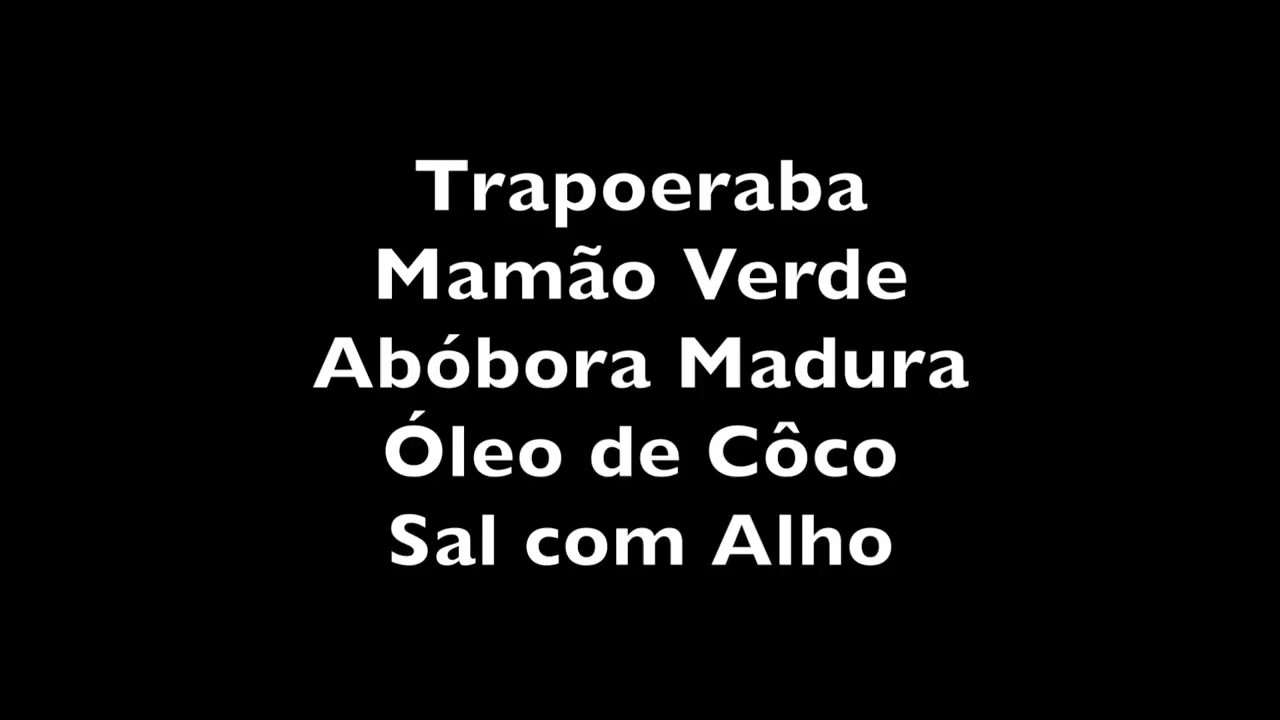 Trapoeraba
Mamão Verde
Abóbora Madura
Óleo de Côco
Sal com Alho